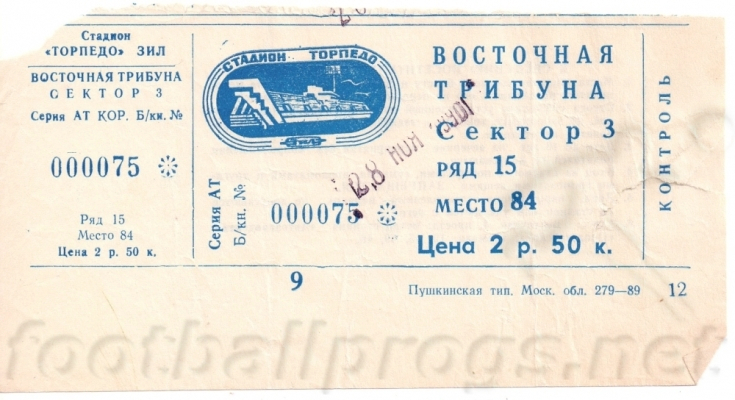 Стадион
«ТОРПЕДО» ЗИЛ
ВОСТОЧНАЯ ТРИБУНА
СЕКТОР 3
Серия АТ КОР. Б/кн. №
000075
Ряд 15
Место 84
Цена 2 р. 50 к.
СТАДИОН ТОРПЕДО
ЗИЛ
Серия АТ
Б/кн. №
000075
28 НОЯ
ВОСТОЧНАЯ
ТРИБУНА
Сектор 3
РЯД 15
МЕСТО 84
Цена 2 р. 50 к.
КОНТРОЛЬ
9
Пушкинская тип. Моск. обл. 279—89
12
footballprogs.net